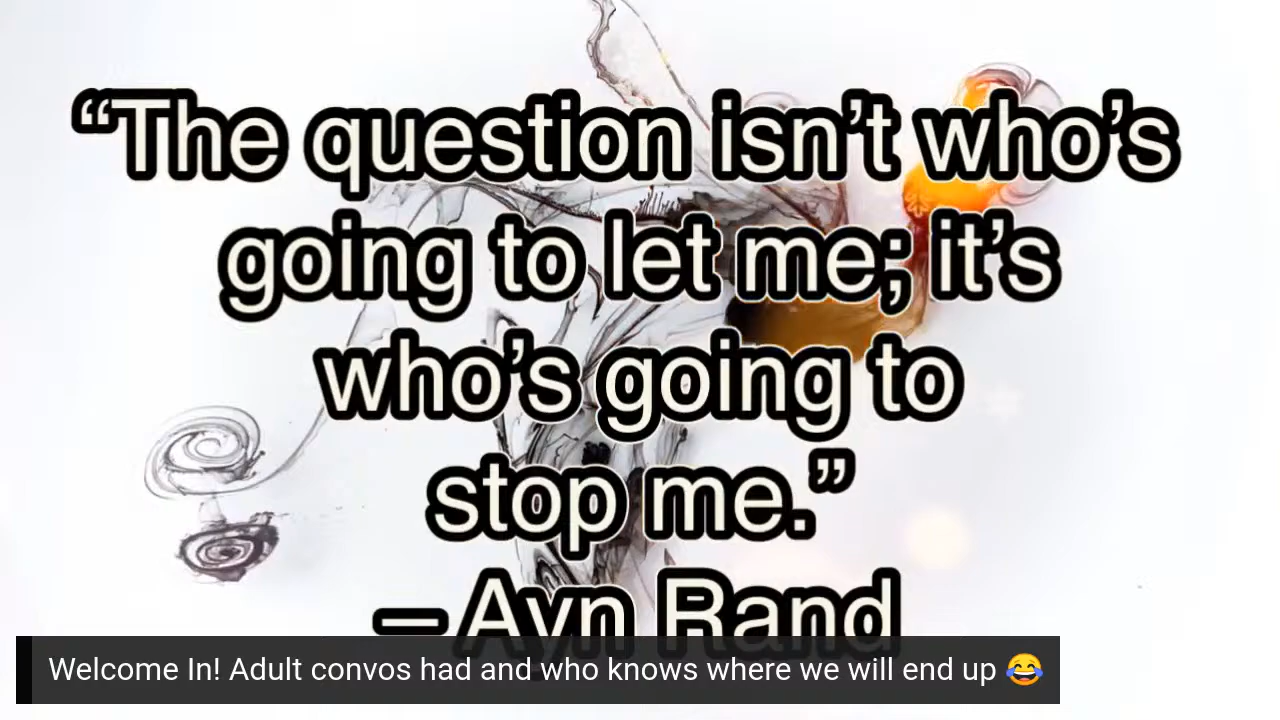 “The question isn’t who’s
going to let me; it’s
who’s going to
stop me.”
– Ayn Rand
Welcome In! Adult convos had and who knows where we will end up 😂